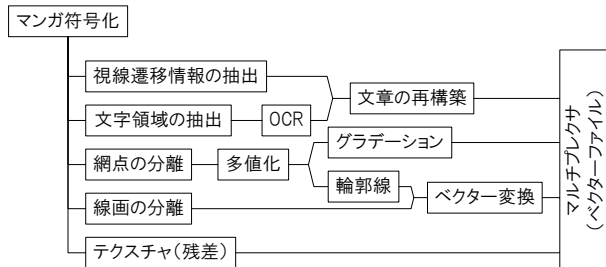 マンガ符号化
視線遷移情報の抽出
文章の再構築
文字領域の抽出
OCR
グラデーション
網点の分離
多値化
輪郭線
ベクター変換
線画の分離
テクスチャ(残差)
マルチプレクサ
(ベクターファイル)